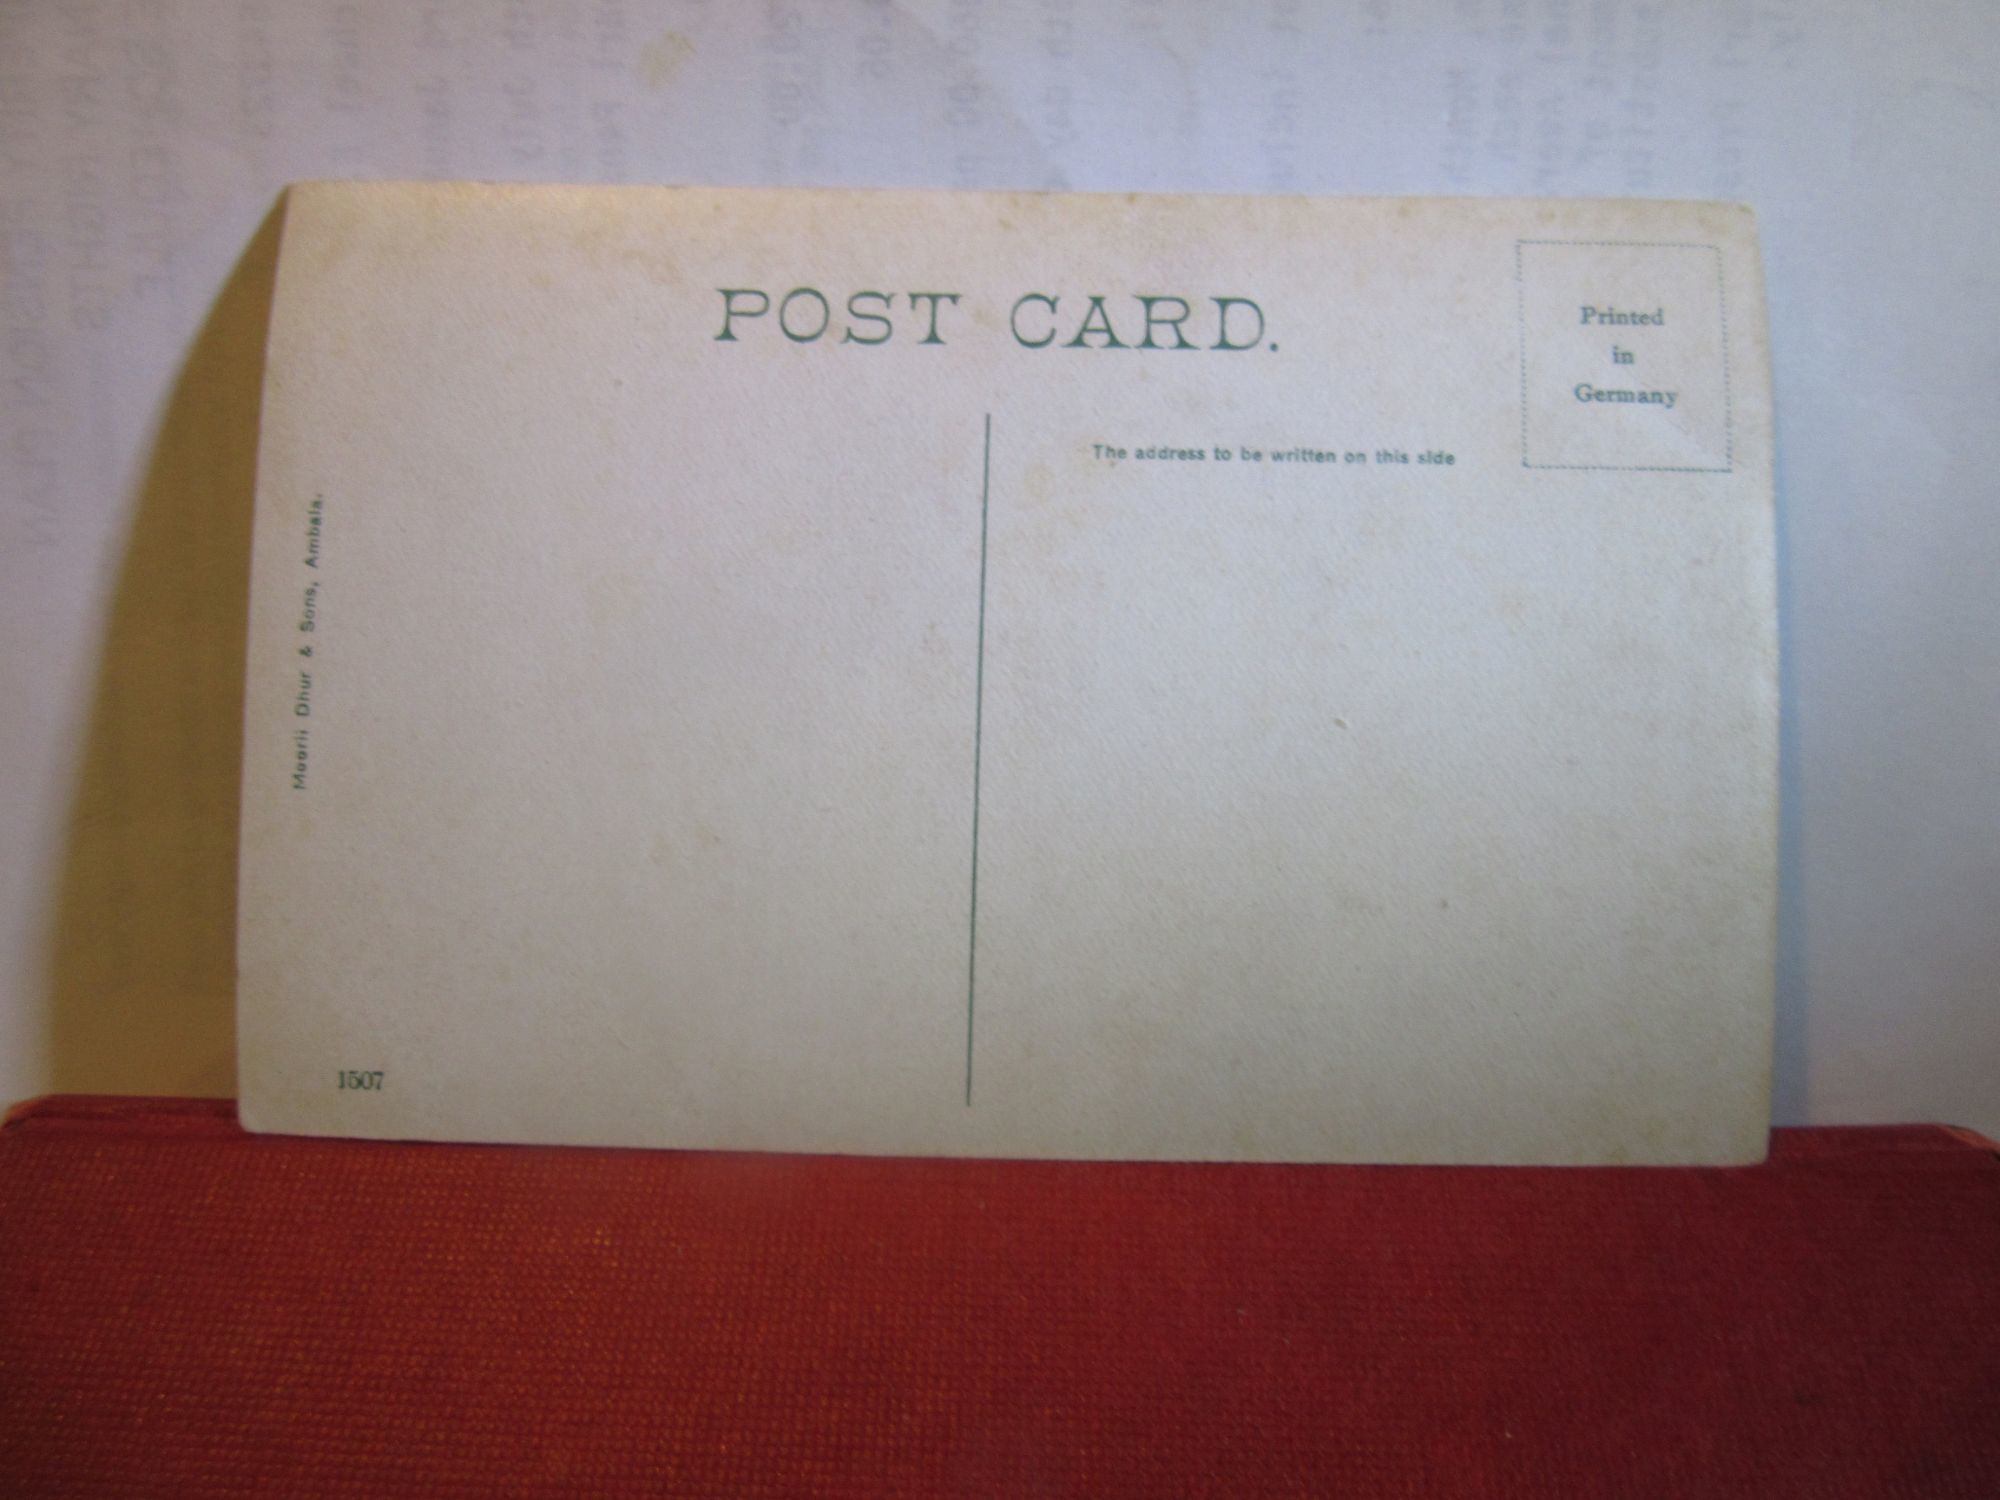 POST CARD.
Printed
in
Germany
The address to be written on this side
Moorli Dhur & Sons, Ambala.
1507